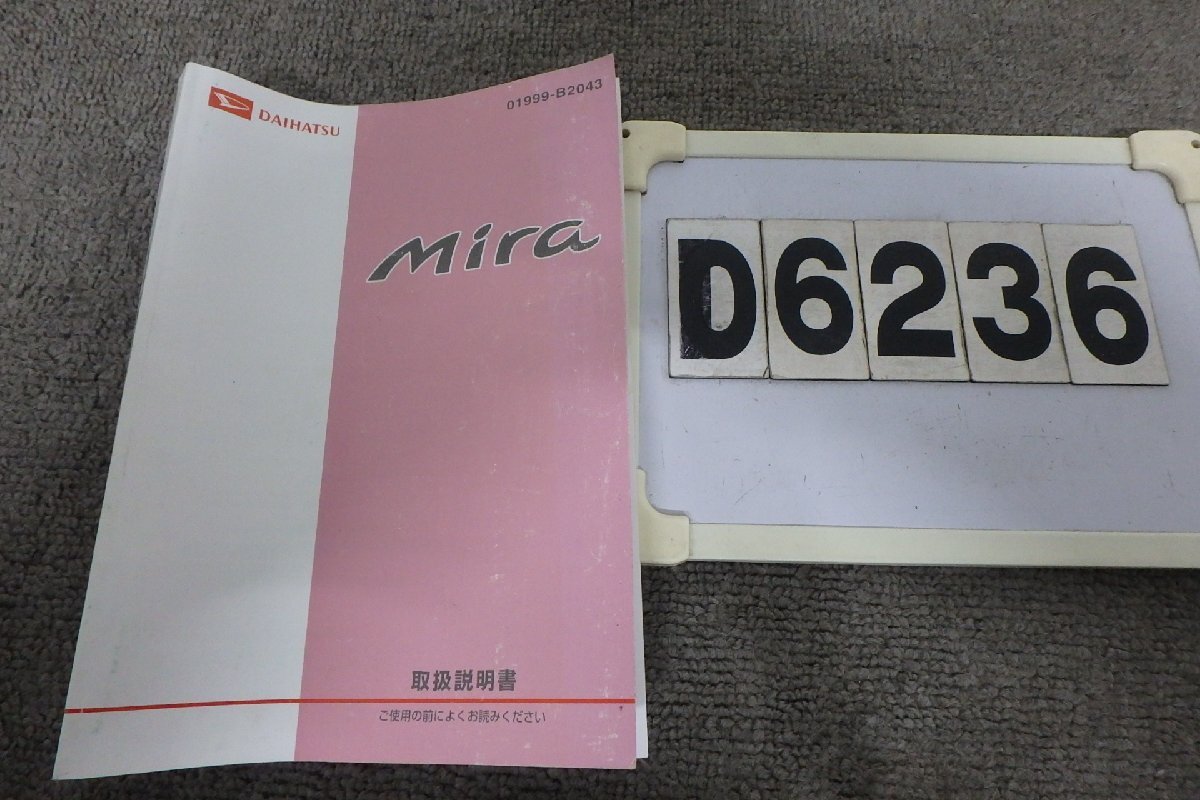 DAIHATSU
01999-B2043
Mira
取扱説明書
ご使用の前によくお読みください
D6236